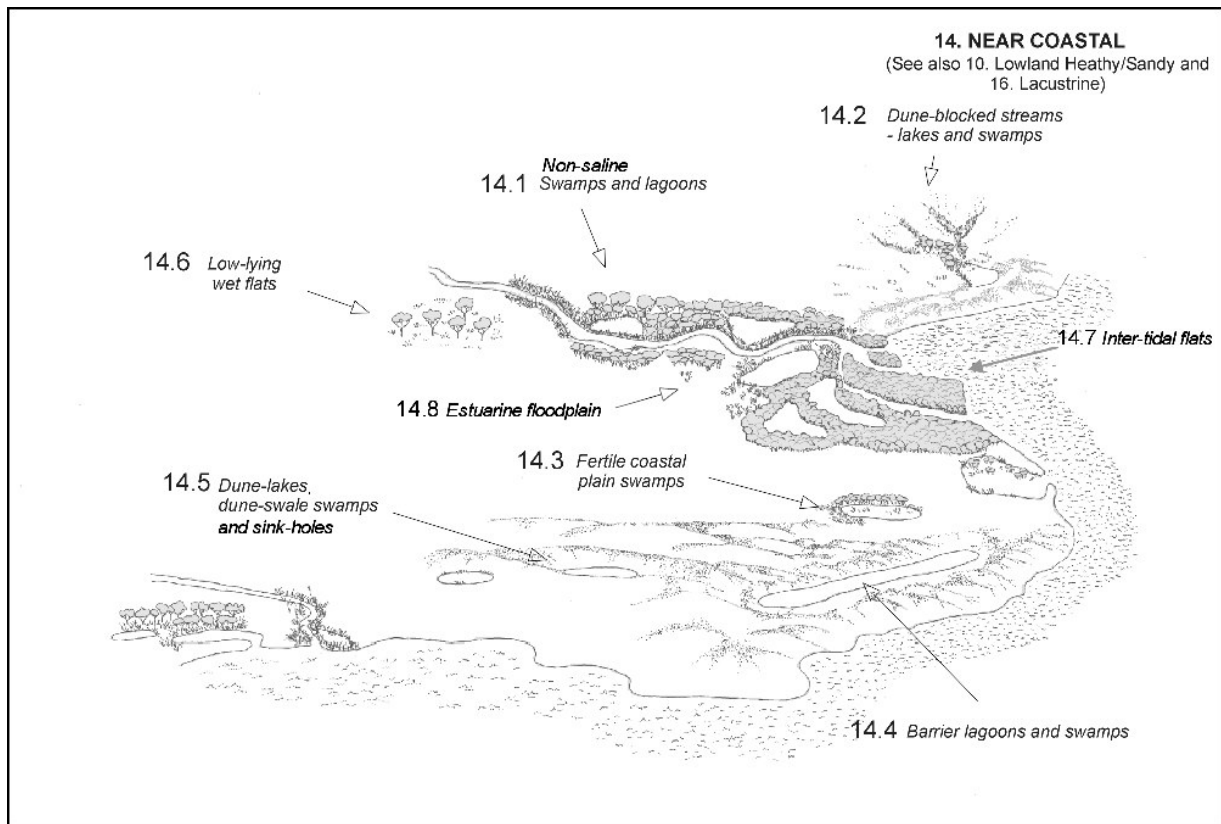 14. NEAR COASTAL
(See also 10. Lowland Heathy/Sandy and
16. Lacustrine)
14.2 Dune-blocked streams
- lakes and swamps
Non-saline
14.1 Swamps and lagoons
14.6 Low-lying
wet flats
14.7 Inter-tidal flats
14.8 Estuarine floodplain
14.3 Fertile coastal
plain swamps
14.5 Dune-lakes,
dune-swale swamps
and sink-holes
14.4 Barrier lagoons and swamps